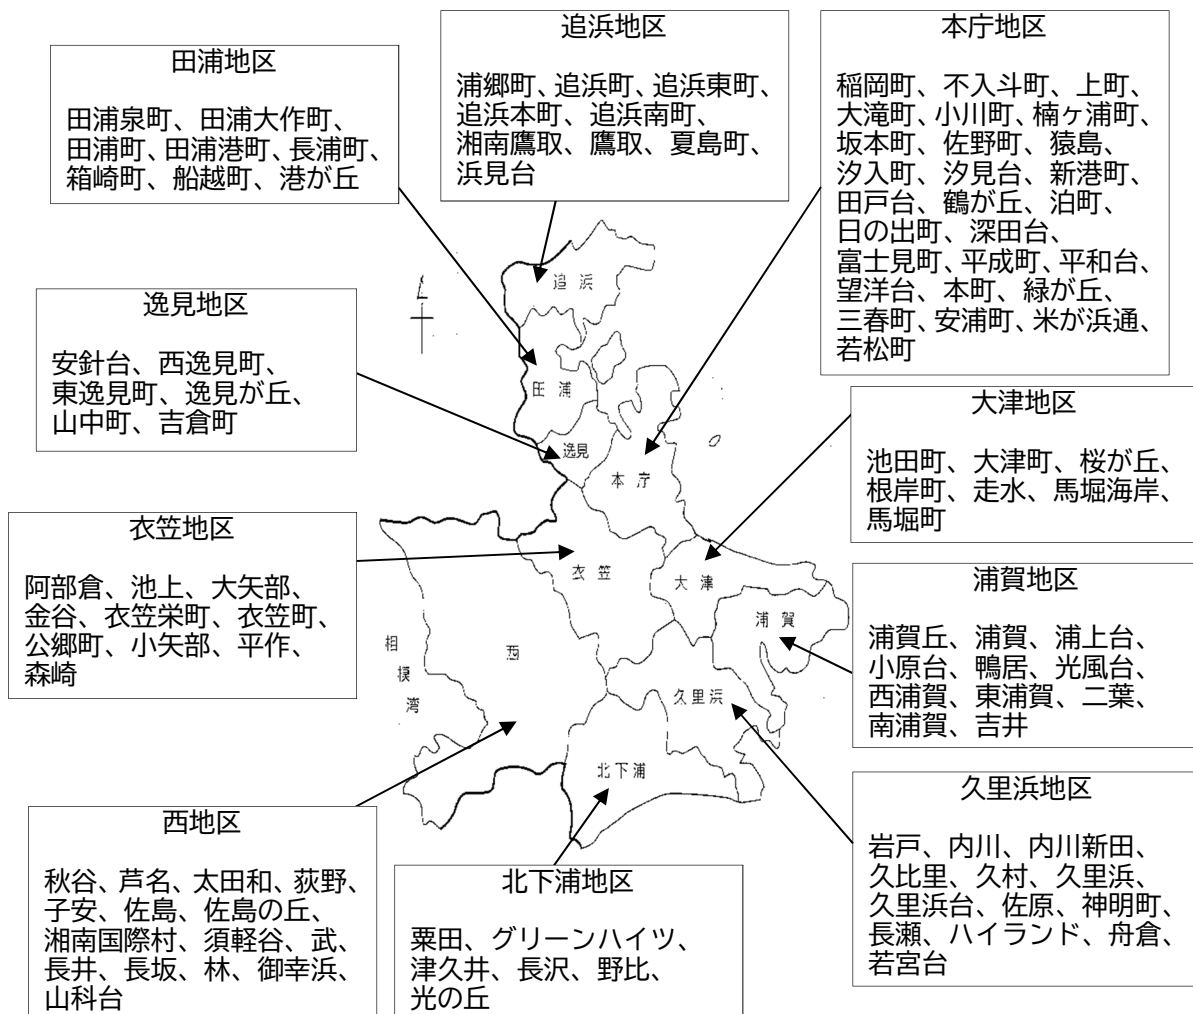 追浜地区
浦郷町、追浜町、追浜東町、
追浜本町、追浜南町、
湘南鷹取、鷹取、夏島町、
浜見台
本庁地区
稲岡町、不入斗町、上町、
大滝町、小川町、楠ヶ浦町、
坂本町、佐野町、猿島、
汐入町、汐見台、新港町、
田戸台、鶴が丘、泊町、
日の出町、深田台、
富士見町、平成町、平和台、
望洋台、本町、緑が丘、
三春町、安浦町、米が浜通、
若松町
田浦地区
田浦泉町、田浦大作町、
田浦町、田浦港町、長浦町、
箱崎町、船越町、港が丘
逸見地区
安針台、西逸見町、
東逸見町、逸見が丘、
山中町、吉倉町
大津地区
池田町、大津町、桜が丘、
根岸町、走水、馬堀海岸、
馬堀町
衣笠地区
阿部倉、池上、大矢部、
金谷、衣笠栄町、衣笠町、
公郷町、小矢部、平作、
森崎
浦賀地区
浦賀丘、浦賀、浦上台、
小原台、鴨居、光風台、
西浦賀、東浦賀、二葉、
南浦賀、吉井
久里浜地区
岩戸、内川、内川新田、
久比里、久村、久里浜、
久里浜台、佐原、神明町、
長瀬、ハイランド、舟倉、
若宮台
西地区
秋谷、芦名、太田和、荻野、
子安、佐島、佐島の丘、
湘南国際村、須軽谷、武、
長井、長坂、林、御幸浜、
山科台
北下浦地区
粟田、グリーンハイツ、
津久井、長沢、野比、
光の丘
追浜
田浦
逸見
本庁
衣笠
大津
浦賀
西
相模湾
久里浜
北下浦